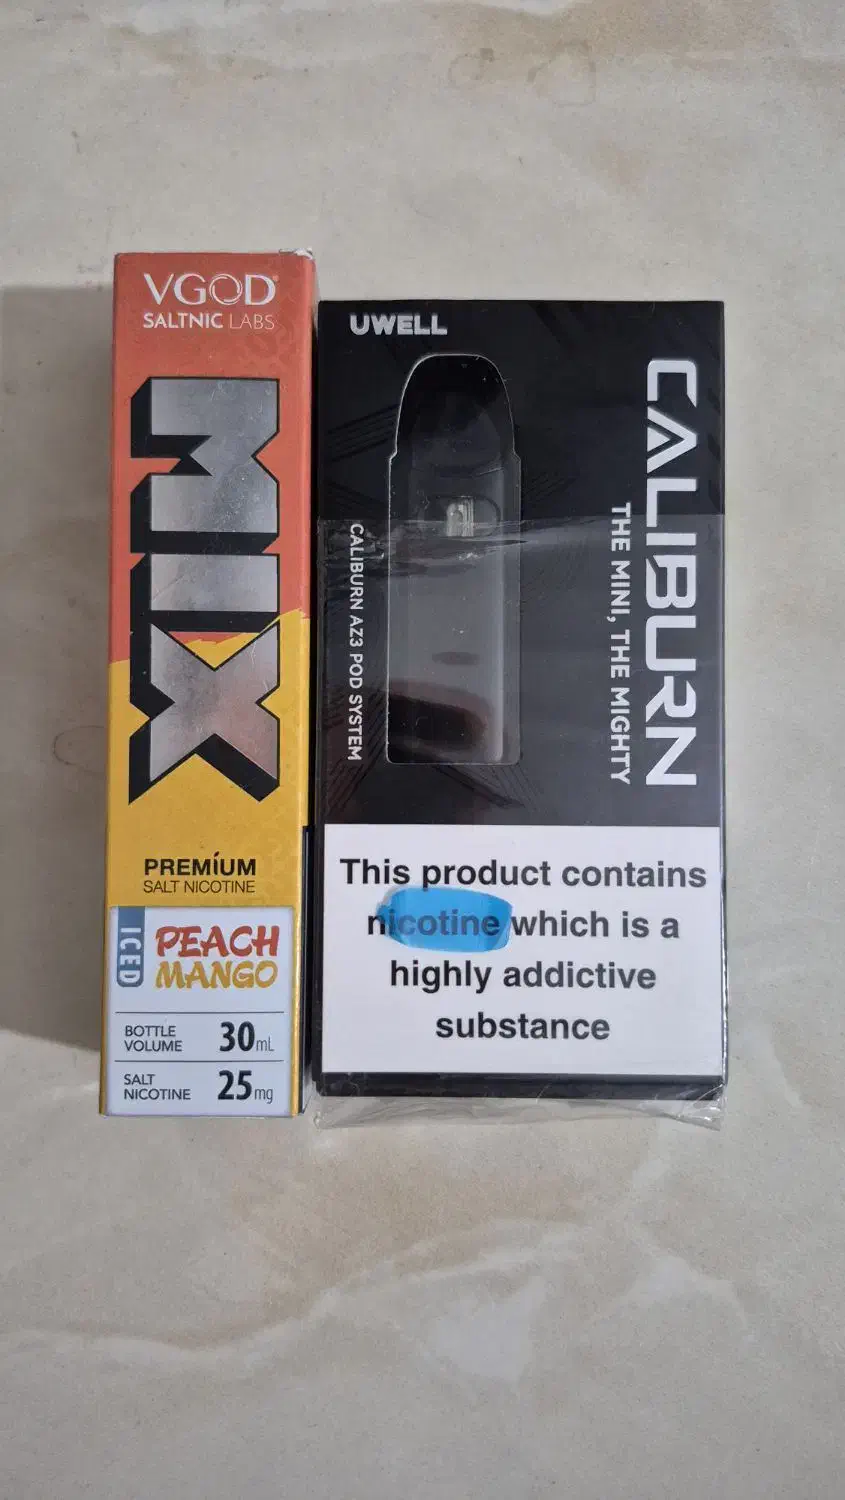 VGOD
SALTNIC LABS
MIX
PREMÍUM
SALT NICOTINE
ICED
PEACH
MANGO
BOTTLE
VOLUME
30mL
SALT
NICOTINE
25mg
UWELL
CALIBURN
THE MINI, THE MIGHTY
CALIBURN AZ3 POD SYSTEM
This product contains
nicotine which is a
highly addictive
substance